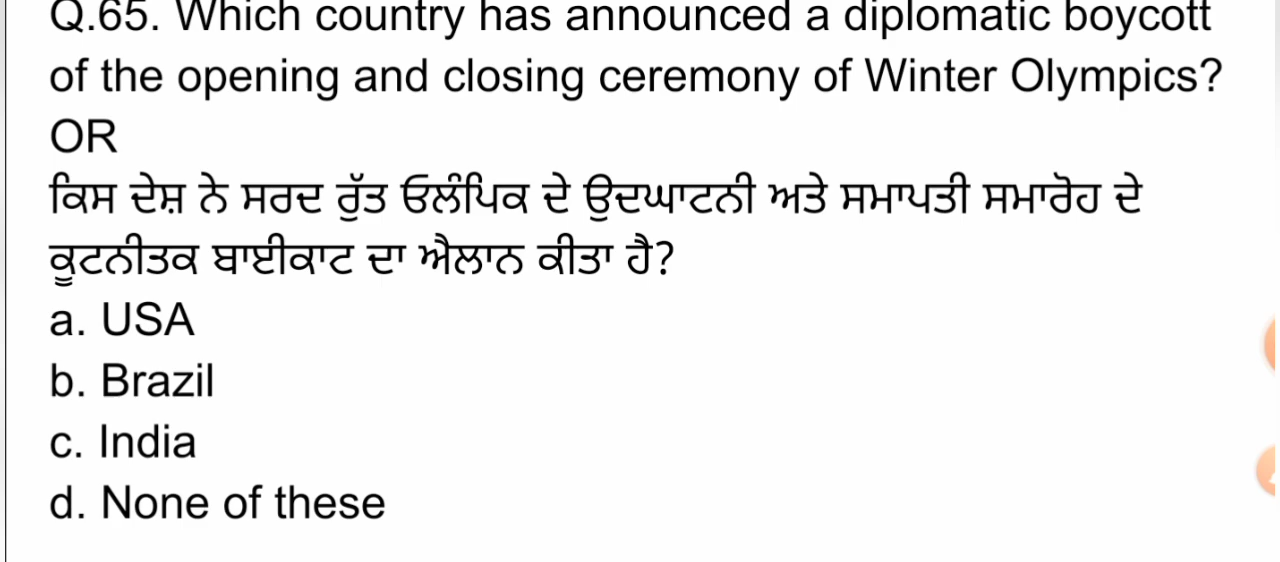 Q.65. Which country has announced a diplomatic boycott
of the opening and closing ceremony of Winter Olympics?
OR
ਕਿਸ ਦੇਸ਼ ਨੇ ਸਰਦ ਰੁੱਤ ਓਲੰਪਿਕ ਦੇ ਉਦਘਾਟਨੀ ਅਤੇ ਸਮਾਪਤੀ ਸਮਾਰੋਹ ਦੇ
ਕੂਟਨੀਤਕ ਬਾਈਕਾਟ ਦਾ ਐਲਾਨ ਕੀਤਾ ਹੈ?
a. USA
b. Brazil
c. India
d. None of these